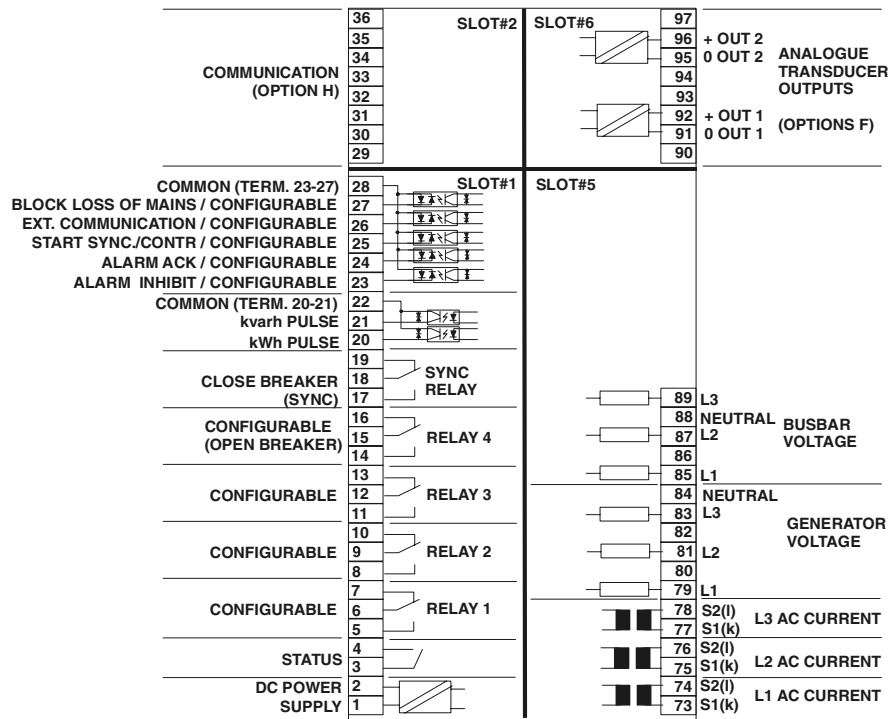 36 SLOT#2 SLOT#6 97
35 96 + OUT 2
34 95 0 OUT 2 ANALOGUE
COMMUNICATION 33 94 TRANSDUCER
(OPTION H) 32 93 OUTPUTS
31 92 + OUT 1
30 91 0 OUT 1 (OPTIONS F)
29 90
COMMON (TERM. 23-27) 28 SLOT#1 SLOT#5
BLOCK LOSS OF MAINS / CONFIGURABLE 27
EXT. COMMUNICATION / CONFIGURABLE 26
START SYNC./CONTR / CONFIGURABLE 25
ALARM ACK / CONFIGURABLE 24
ALARM INHIBIT / CONFIGURABLE 23
COMMON (TERM. 20-21) 22
kvarh PULSE 21
kWh PULSE 20
19
CLOSE BREAKER 18 SYNC
(SYNC) 17 RELAY 89 L3
CONFIGURABLE 16 88 NEUTRAL BUSBAR
(OPEN BREAKER) 15 RELAY 4 87 L2 VOLTAGE
14 86
13 85 L1
CONFIGURABLE 12 RELAY 3 84 NEUTRAL
11 83 L3 GENERATOR
10 82 VOLTAGE
CONFIGURABLE 9 RELAY 2 81 L2
8 80
7 79 L1
CONFIGURABLE 6 RELAY 1 78 S2(l) L3 AC CURRENT
5 77 S1(k)
4 76 S2(l) L2 AC CURRENT
STATUS 3 75 S1(k)
DC POWER 2 74 S2(l) L1 AC CURRENT
SUPPLY 1 73 S1(k)